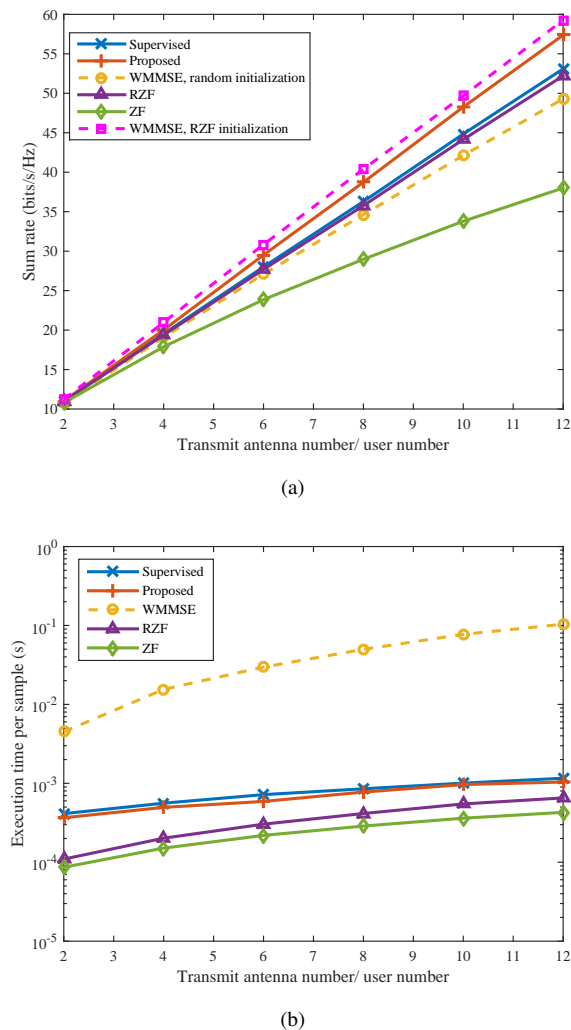 60
55
50
45
40
35
30
25
20
15
10
Sum rate (bits/s/Hz)
Supervised
Proposed
WMMSE, random initialization
RZF
ZF
WMMSE, RZF initialization
2 3 4 5 6 7 8 9 10 11 12
Transmit antenna number/ user number
(a)
10^0
10^-1
10^-2
10^-3
10^-4
10^-5
Execution time per sample (s)
Supervised
Proposed
WMMSE
RZF
ZF
2 3 4 5 6 7 8 9 10 11 12
Transmit antenna number/ user number
(b)